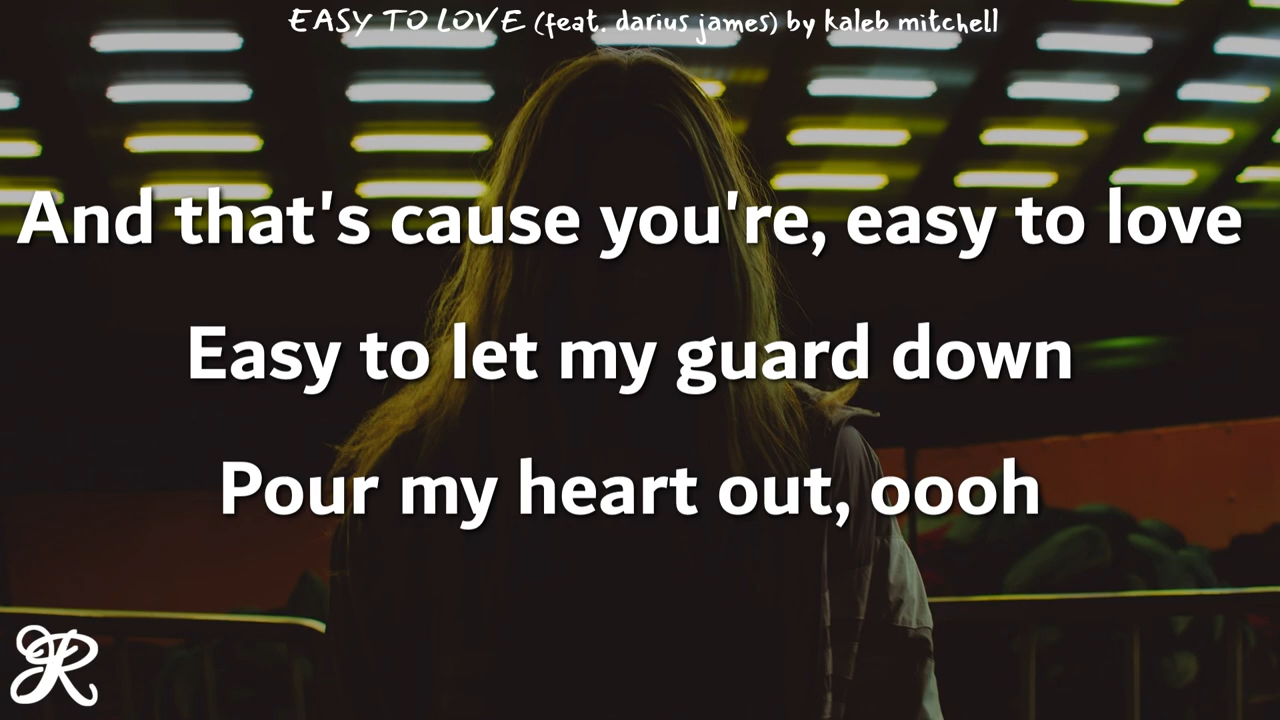 EASY TO LOVE (feat. darius james) by kaleb mitchell
And that's cause you're, easy to love
Easy to let my guard down
Pour my heart out, oooh
R